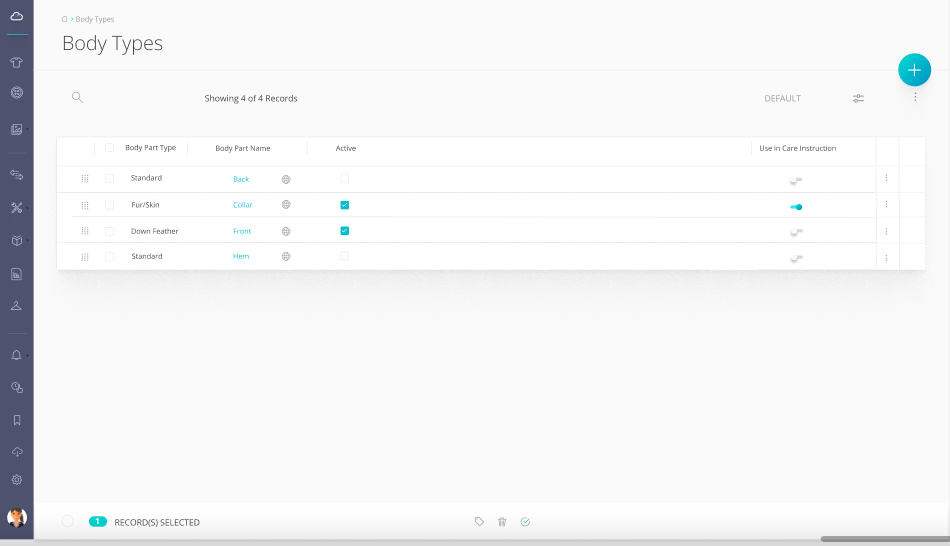 Body Types
Body Types
Showing 4 of 4 Records
DEFAULT
Body Part Type Body Part Name Active Use in Care Instruction
Standard Back
Fur/Skin Collar
Down Feather Front
Standard Hem
1 RECORD(S) SELECTED